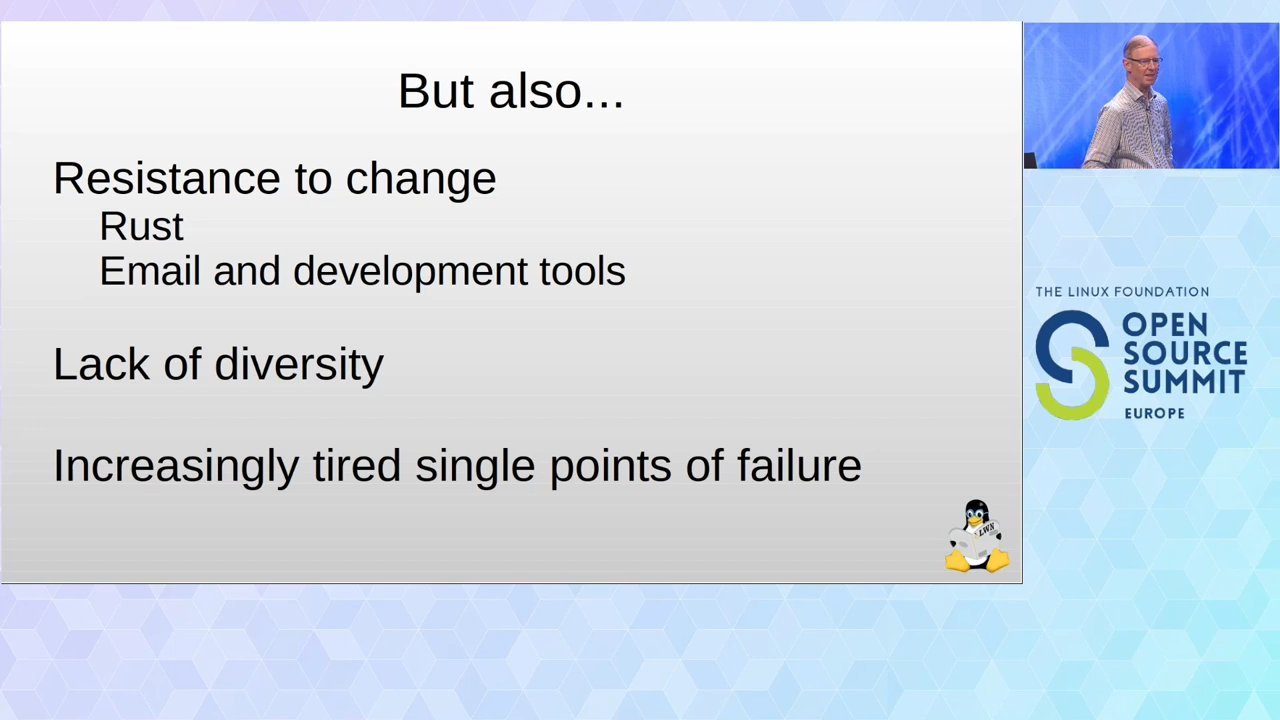 But also...
Resistance to change
Rust
Email and development tools
Lack of diversity
Increasingly tired single points of failure
LWN
THE LINUX FOUNDATION
OPEN
SOURCE
SUMMIT
EUROPE